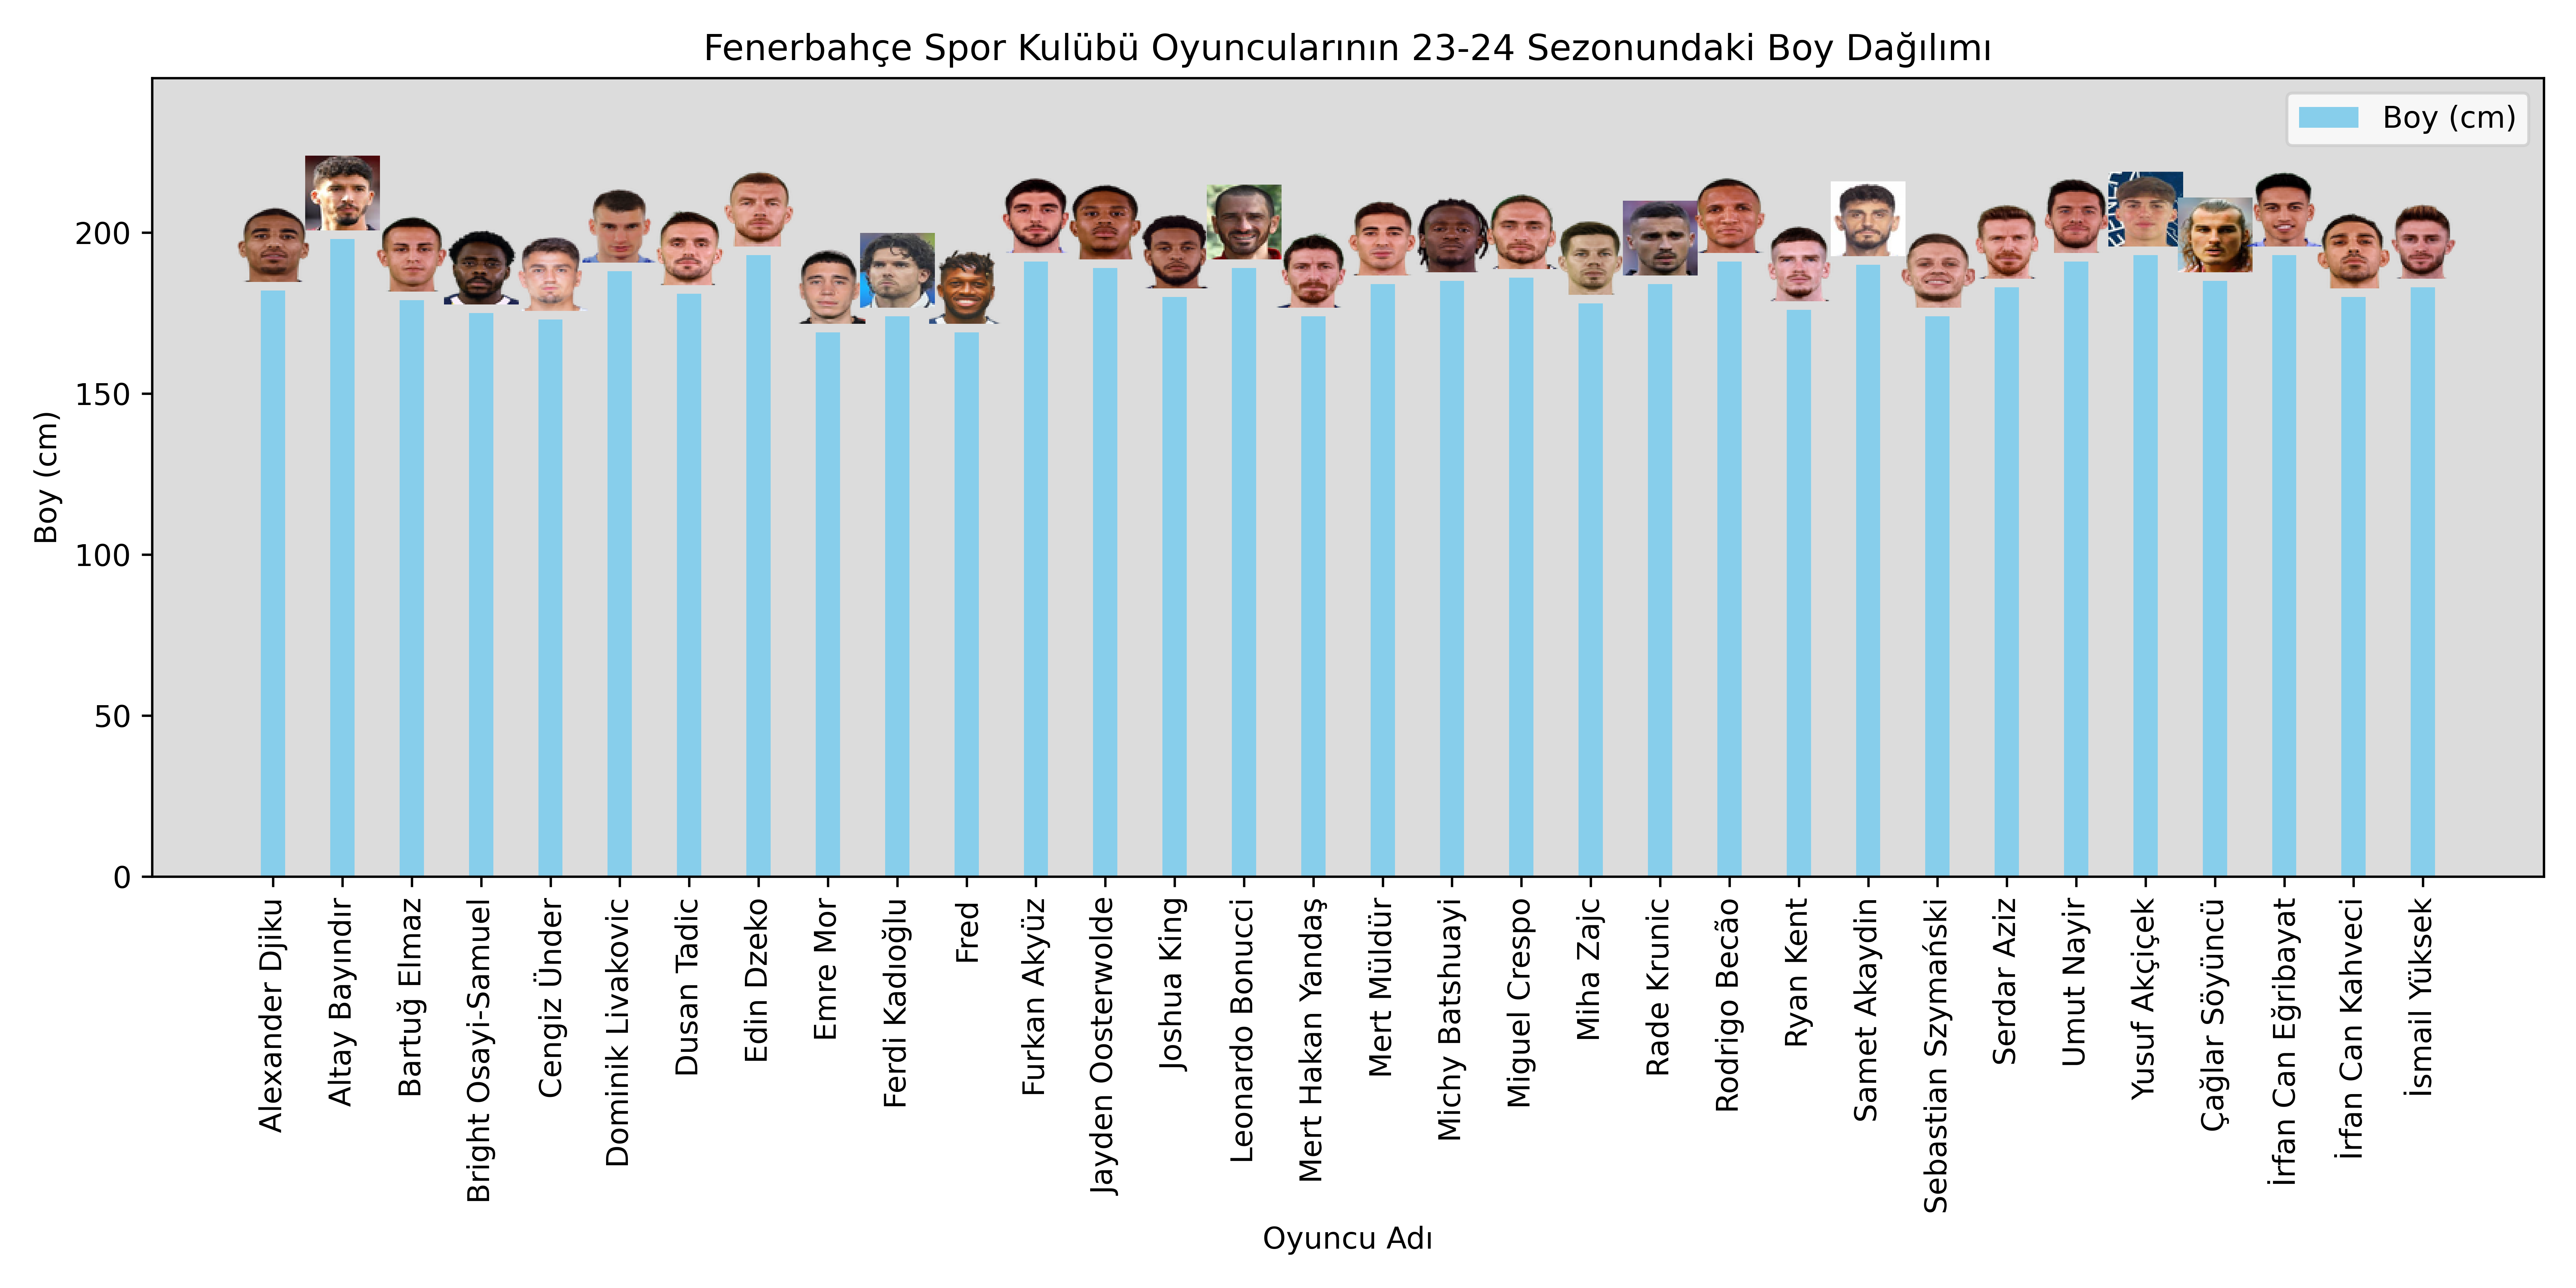 Fenerbahçe Spor Kulübü Oyuncularının 23-24 Sezonundaki Boy Dağılımı
Boy (cm)
Boy (cm)
200
150
100
50
0
Alexander Djiku
Altay Bayındır
Bartuğ Elmaz
Bright Osayi-Samuel
Cengiz Ünder
Dominik Livakovic
Dusan Tadic
Edin Dzeko
Emre Mor
Ferdi Kadıoğlu
Fred
Furkan Akyüz
Jayden Oosterwolde
Joshua King
Leonardo Bonucci
Mert Hakan Yandaş
Mert Müldür
Michy Batshuayi
Miguel Crespo
Miha Zajc
Rade Krunic
Rodrigo Becão
Ryan Kent
Samet Akaydin
Sebastian Szymański
Serdar Aziz
Umut Nayir
Yusuf Akçiçek
Çağlar Söyüncü
İrfan Can Eğribayat
İrfan Can Kahveci
İsmail Yüksek
Oyuncu Adı